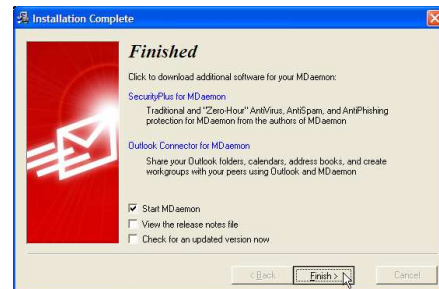 Installation Complete
Finished
Click to download additional software for your MDaemon:
SecurityPlus for MDaemon
Traditional and "Zero-Hour" AntiVirus, AntiSpam, and AntiPhishing
protection for MDaemon from the authors of MDaemon
Outlook Connector for MDaemon
Share your Outlook folders, calendars, address books, and create
workgroups with your peers using Outlook and MDaemon
Start MDaemon
View the release notes file
Check for an updated version now
< Back Finish > Cancel